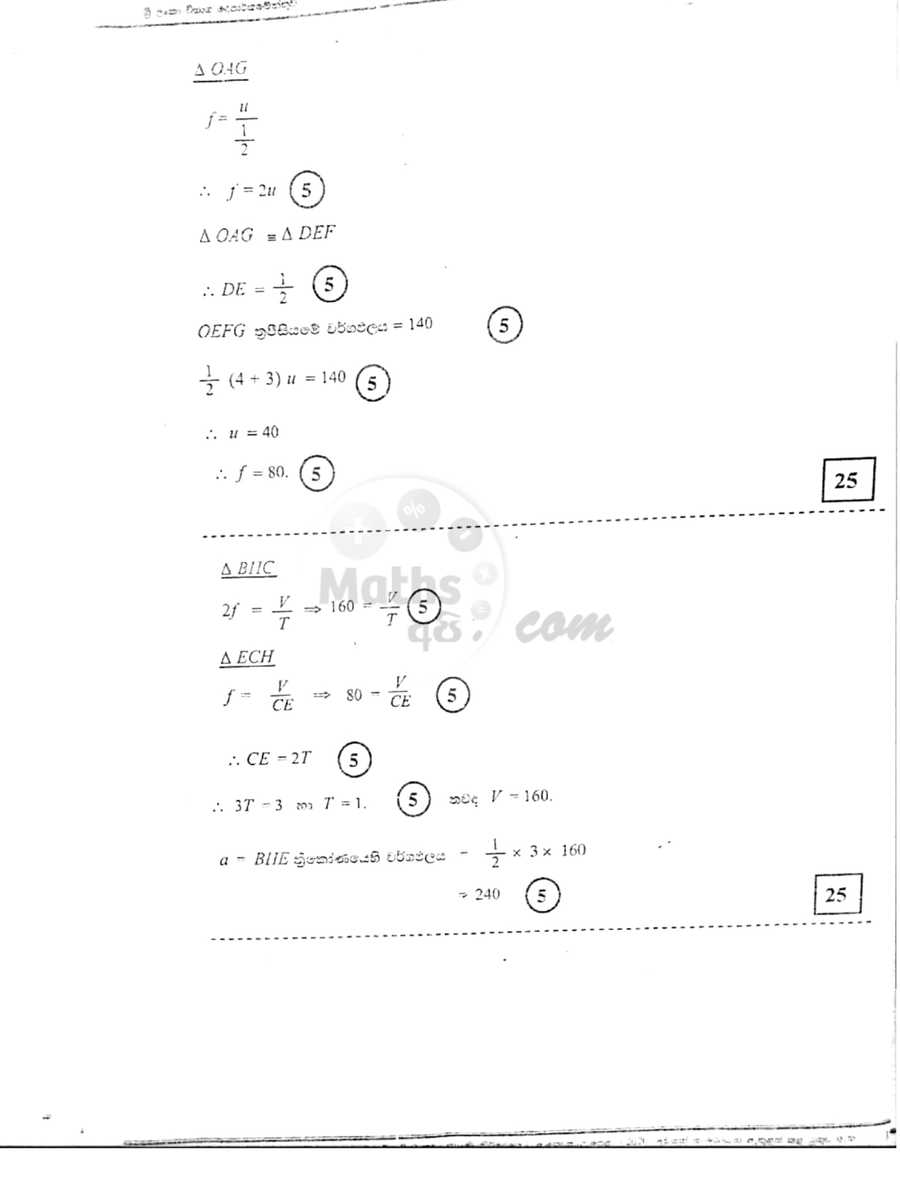 ශ්‍රී ලංකා විභාග දෙපාර්තමේන්තුව
Δ OAG
f = u / (1/2)
∴ f = 2u (5)
Δ OAG ≡ Δ DEF
∴ DE = 1/2 (5)
OEFG ත්‍රපීසියමේ වර්ගඵලය = 140 (5)
1/2 (4 + 3) u = 140 (5)
∴ u = 40
∴ f = 80. (5)
25
Δ BHC
2f = V/T ⇒ 160 = V/T (5)
Δ ECH
f = V/CE ⇒ 80 = V/CE (5)
∴ CE = 2T (5)
∴ 3T = 3 හා T = 1. (5) තවද V = 160.
a = BHE ත්‍රිකෝණයෙහි වර්ගඵලය = 1/2 × 3 × 160
= 240 (5)
25
Maths
අපි. com